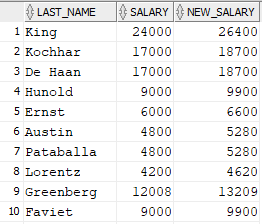 LAST_NAME SALARY NEW_SALARY
1 King 24000 26400
2 Kochhar 17000 18700
3 De Haan 17000 18700
4 Hunold 9000 9900
5 Ernst 6000 6600
6 Austin 4800 5280
7 Pataballa 4800 5280
8 Lorentz 4200 4620
9 Greenberg 12008 13209
10 Faviet 9000 9900